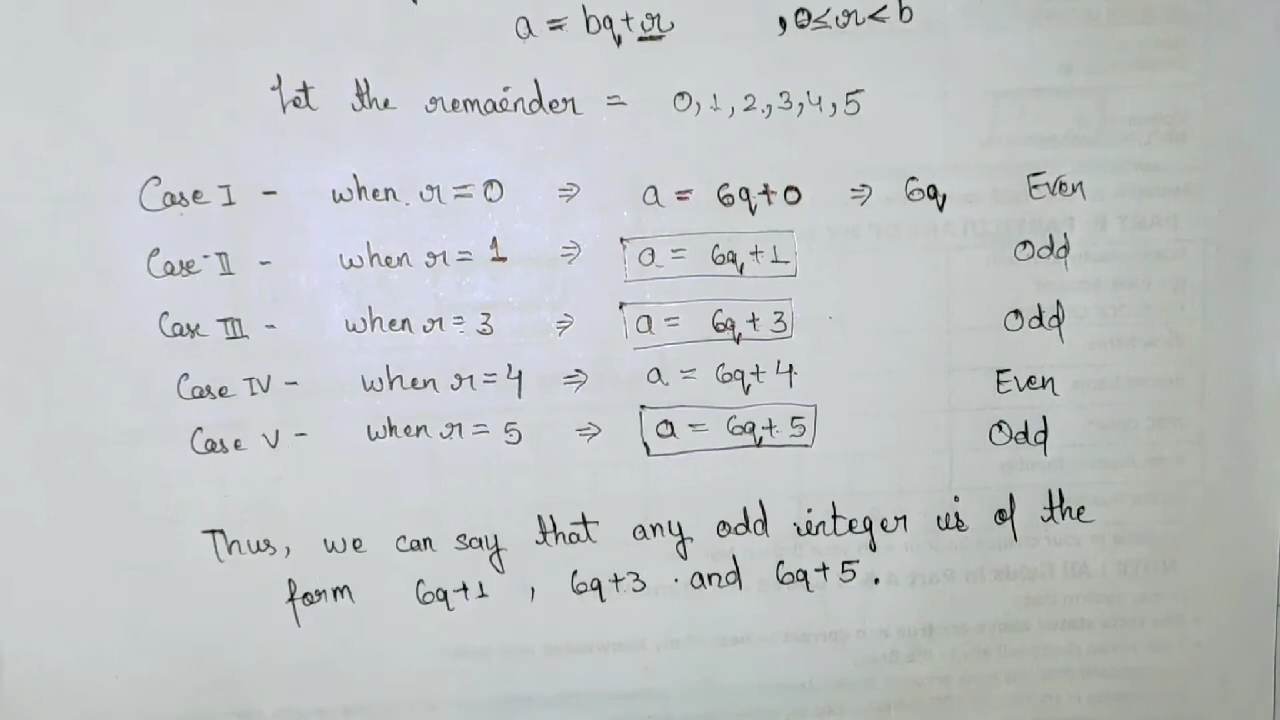 a = bq+r , 0≤r<b
Let the remainder = 0, 1, 2, 3, 4, 5
Case I - when r = 0 ⇒ a = 6q+0 ⇒ 6q Even
Case II - when r = 1 ⇒ a = 6q+1 Odd
Case III - when r = 3 ⇒ a = 6q+3 Odd
Case IV - when r = 4 ⇒ a = 6q+4 Even
Case V - when r = 5 ⇒ a = 6q+5 Odd
Thus, we can say that any odd integer is of the
form 6q+1 , 6q+3 and 6q+5.